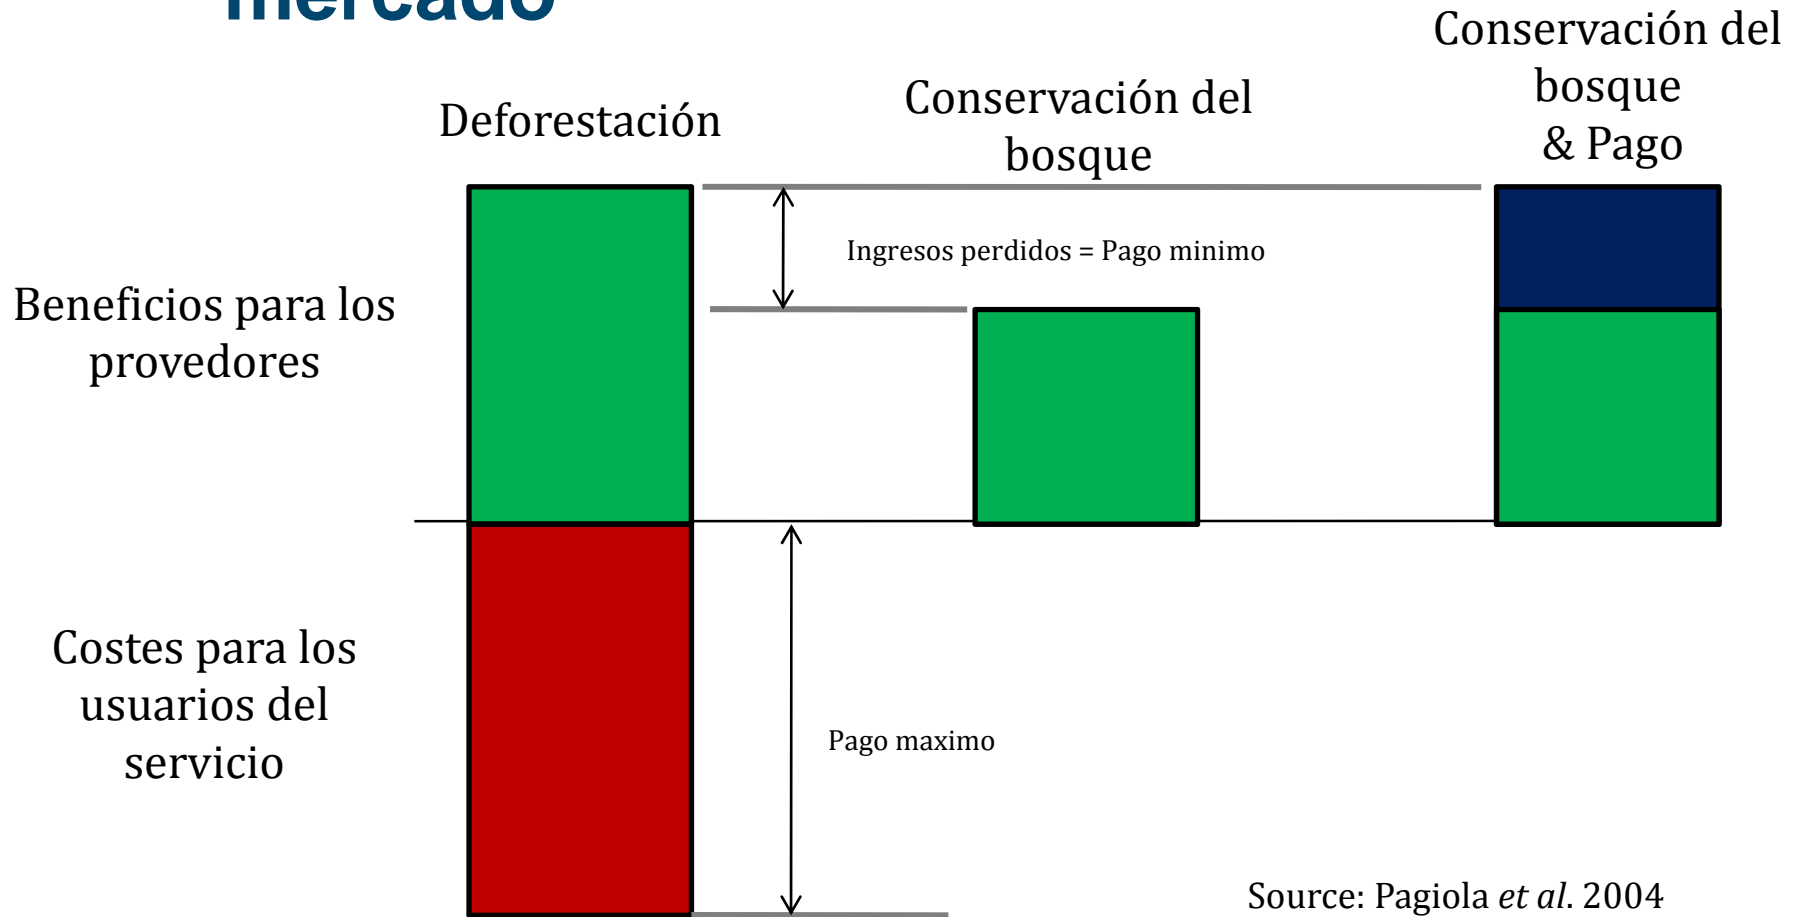 mercado
Conservación del
bosque
& Pago
Conservación del
bosque
Deforestación
Ingresos perdidos = Pago minimo
Beneficios para los
provedores
Costes para los
usuarios del
servicio
Pago maximo
Source: Pagiola et al. 2004